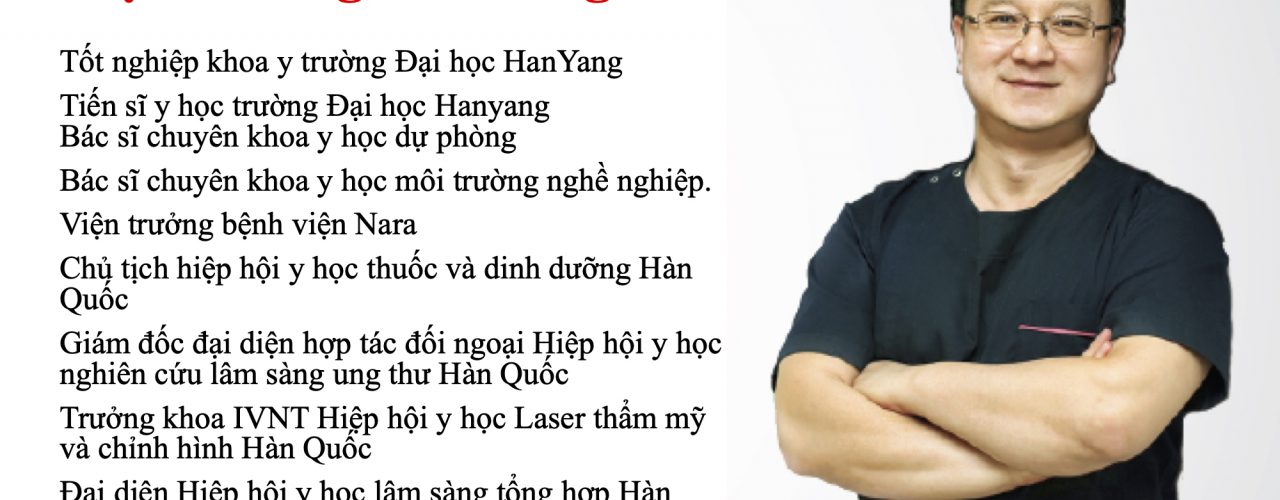 Tốt nghiệp khoa y trường Đại học HanYang
Tiến sĩ y học trường Đại học Hanyang
Bác sĩ chuyên khoa y học dự phòng
Bác sĩ chuyên khoa y học môi trường nghề nghiệp.
Viện trưởng bệnh viện Nara
Chủ tịch hiệp hội y học thuốc và dinh dưỡng Hàn
Quốc
Giám đốc đại diện hợp tác đối ngoại Hiệp hội y học
nghiên cứu lâm sàng ung thư Hàn Quốc
Trưởng khoa IVNT Hiệp hội y học Laser thẩm mỹ
và chỉnh hình Hàn Quốc
Đại diện Hiệp hội y học lâm sàng tổng hợp Hàn